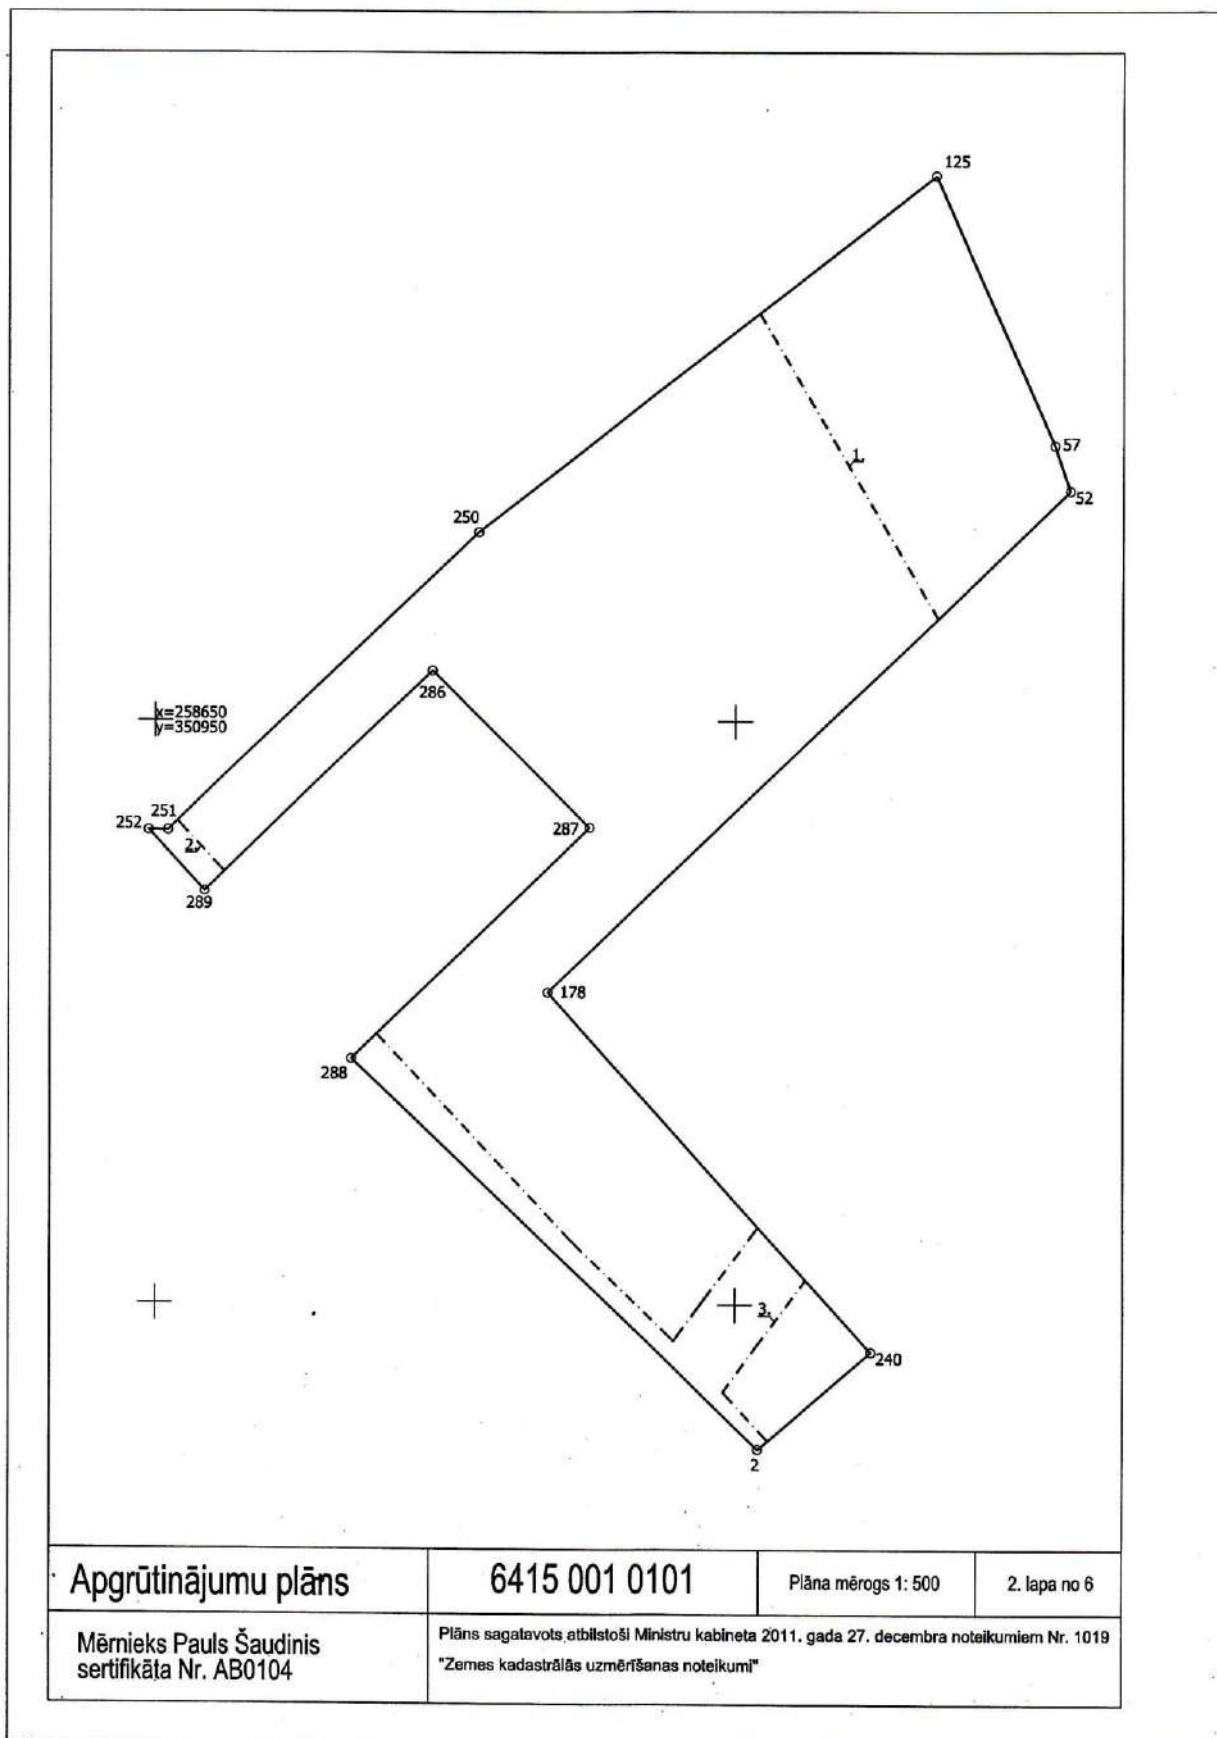 125
57
52
1.
250
286
x=258650
y=350950
251
252
2.
287
289
178
288
3.
240
2
Apgrūtinājumu plāns
6415 001 0101
Plāna mērogs 1: 500
2. lapa no 6
Mērnieks Pauls Šaudinis
sertifikāta Nr. AB0104
Plāns sagatavots atbilstoši Ministru kabineta 2011. gada 27. decembra noteikumiem Nr. 1019
"Zemes kadastrālās uzmērīšanas noteikumi"